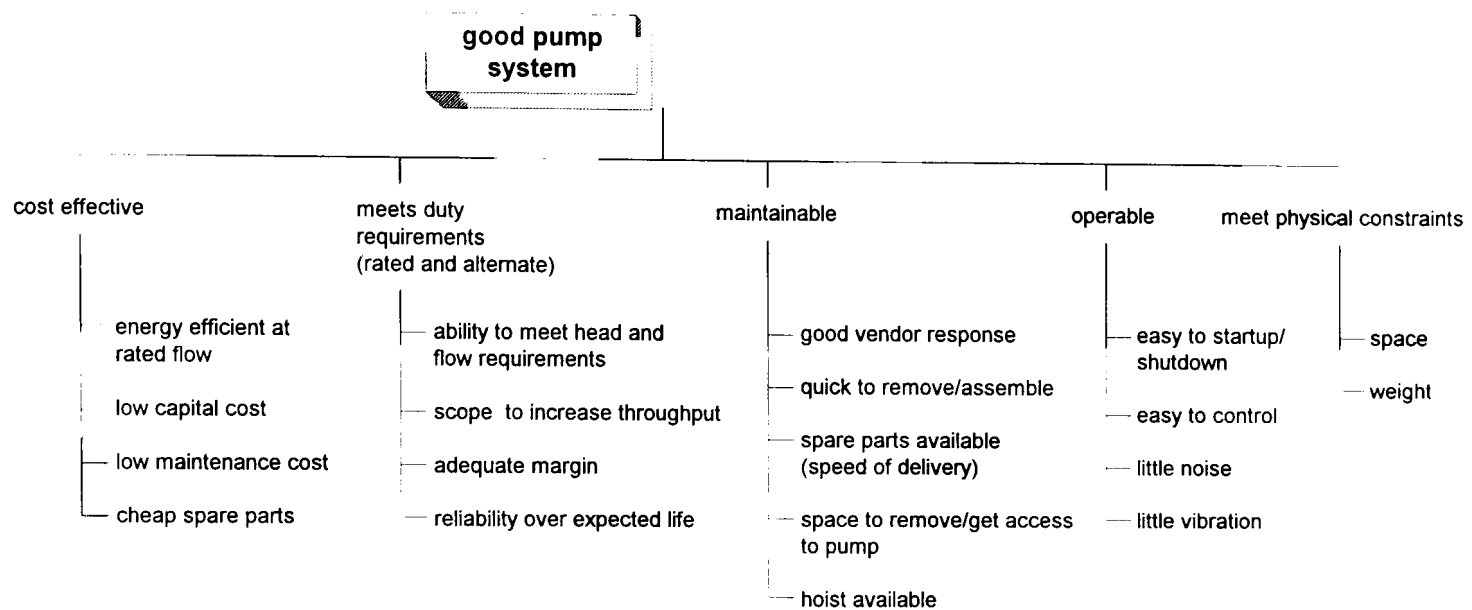 good pump
system
cost effective
energy efficient at
rated flow
low capital cost
low maintenance cost
cheap spare parts
meets duty
requirements
(rated and alternate)
ability to meet head and
flow requirements
scope to increase throughput
adequate margin
reliability over expected life
maintainable
good vendor response
quick to remove/assemble
spare parts available
(speed of delivery)
space to remove/get access
to pump
hoist available
operable
easy to startup/
shutdown
easy to control
little noise
little vibration
meet physical constraints
space
weight